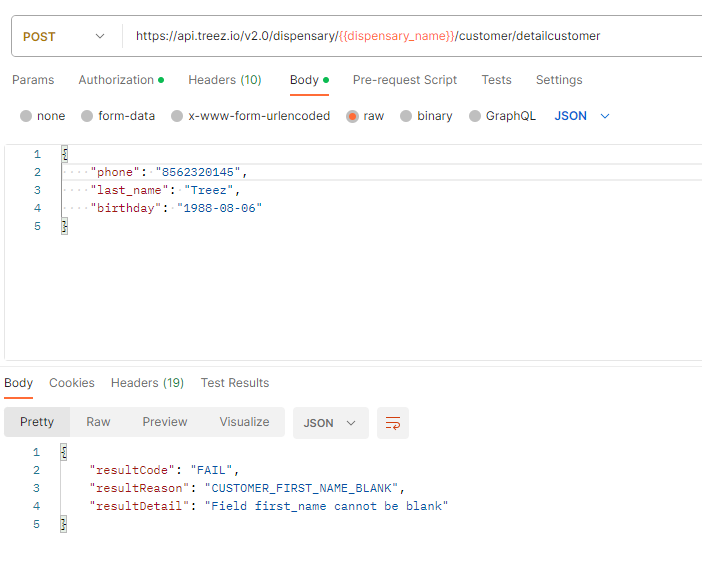 POST https://api.treez.io/v2.0/dispensary/{{dispensary_name}}/customer/detailcustomer
Params Authorization Headers (10) Body Pre-request Script Tests Settings
none form-data x-www-form-urlencoded raw binary GraphQL JSON
1 {
2 ····"phone":·"8562320145",
3 ····"last_name":·"Treez",
4 ····"birthday":·"1988-08-06"
5 }
Body Cookies Headers (19) Test Results
Pretty Raw Preview Visualize JSON
1 {
2 "resultCode": "FAIL",
3 "resultReason": "CUSTOMER_FIRST_NAME_BLANK",
4 "resultDetail": "Field first_name cannot be blank"
5 }